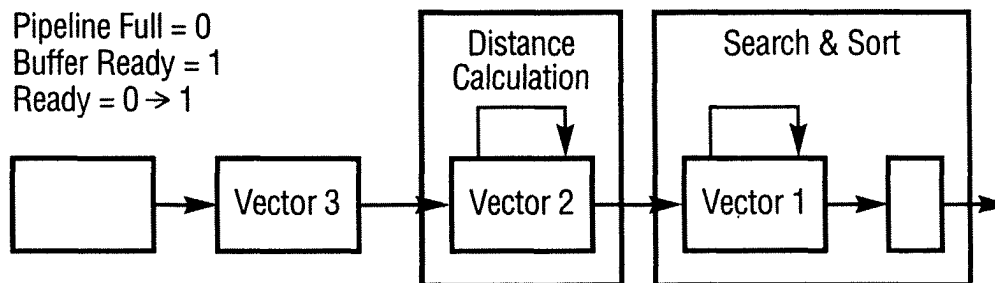 Pipeline Full = 0
Buffer Ready = 1
Ready = 0 → 1
Distance
Calculation
Search & Sort
Vector 3
Vector 2
Vector 1